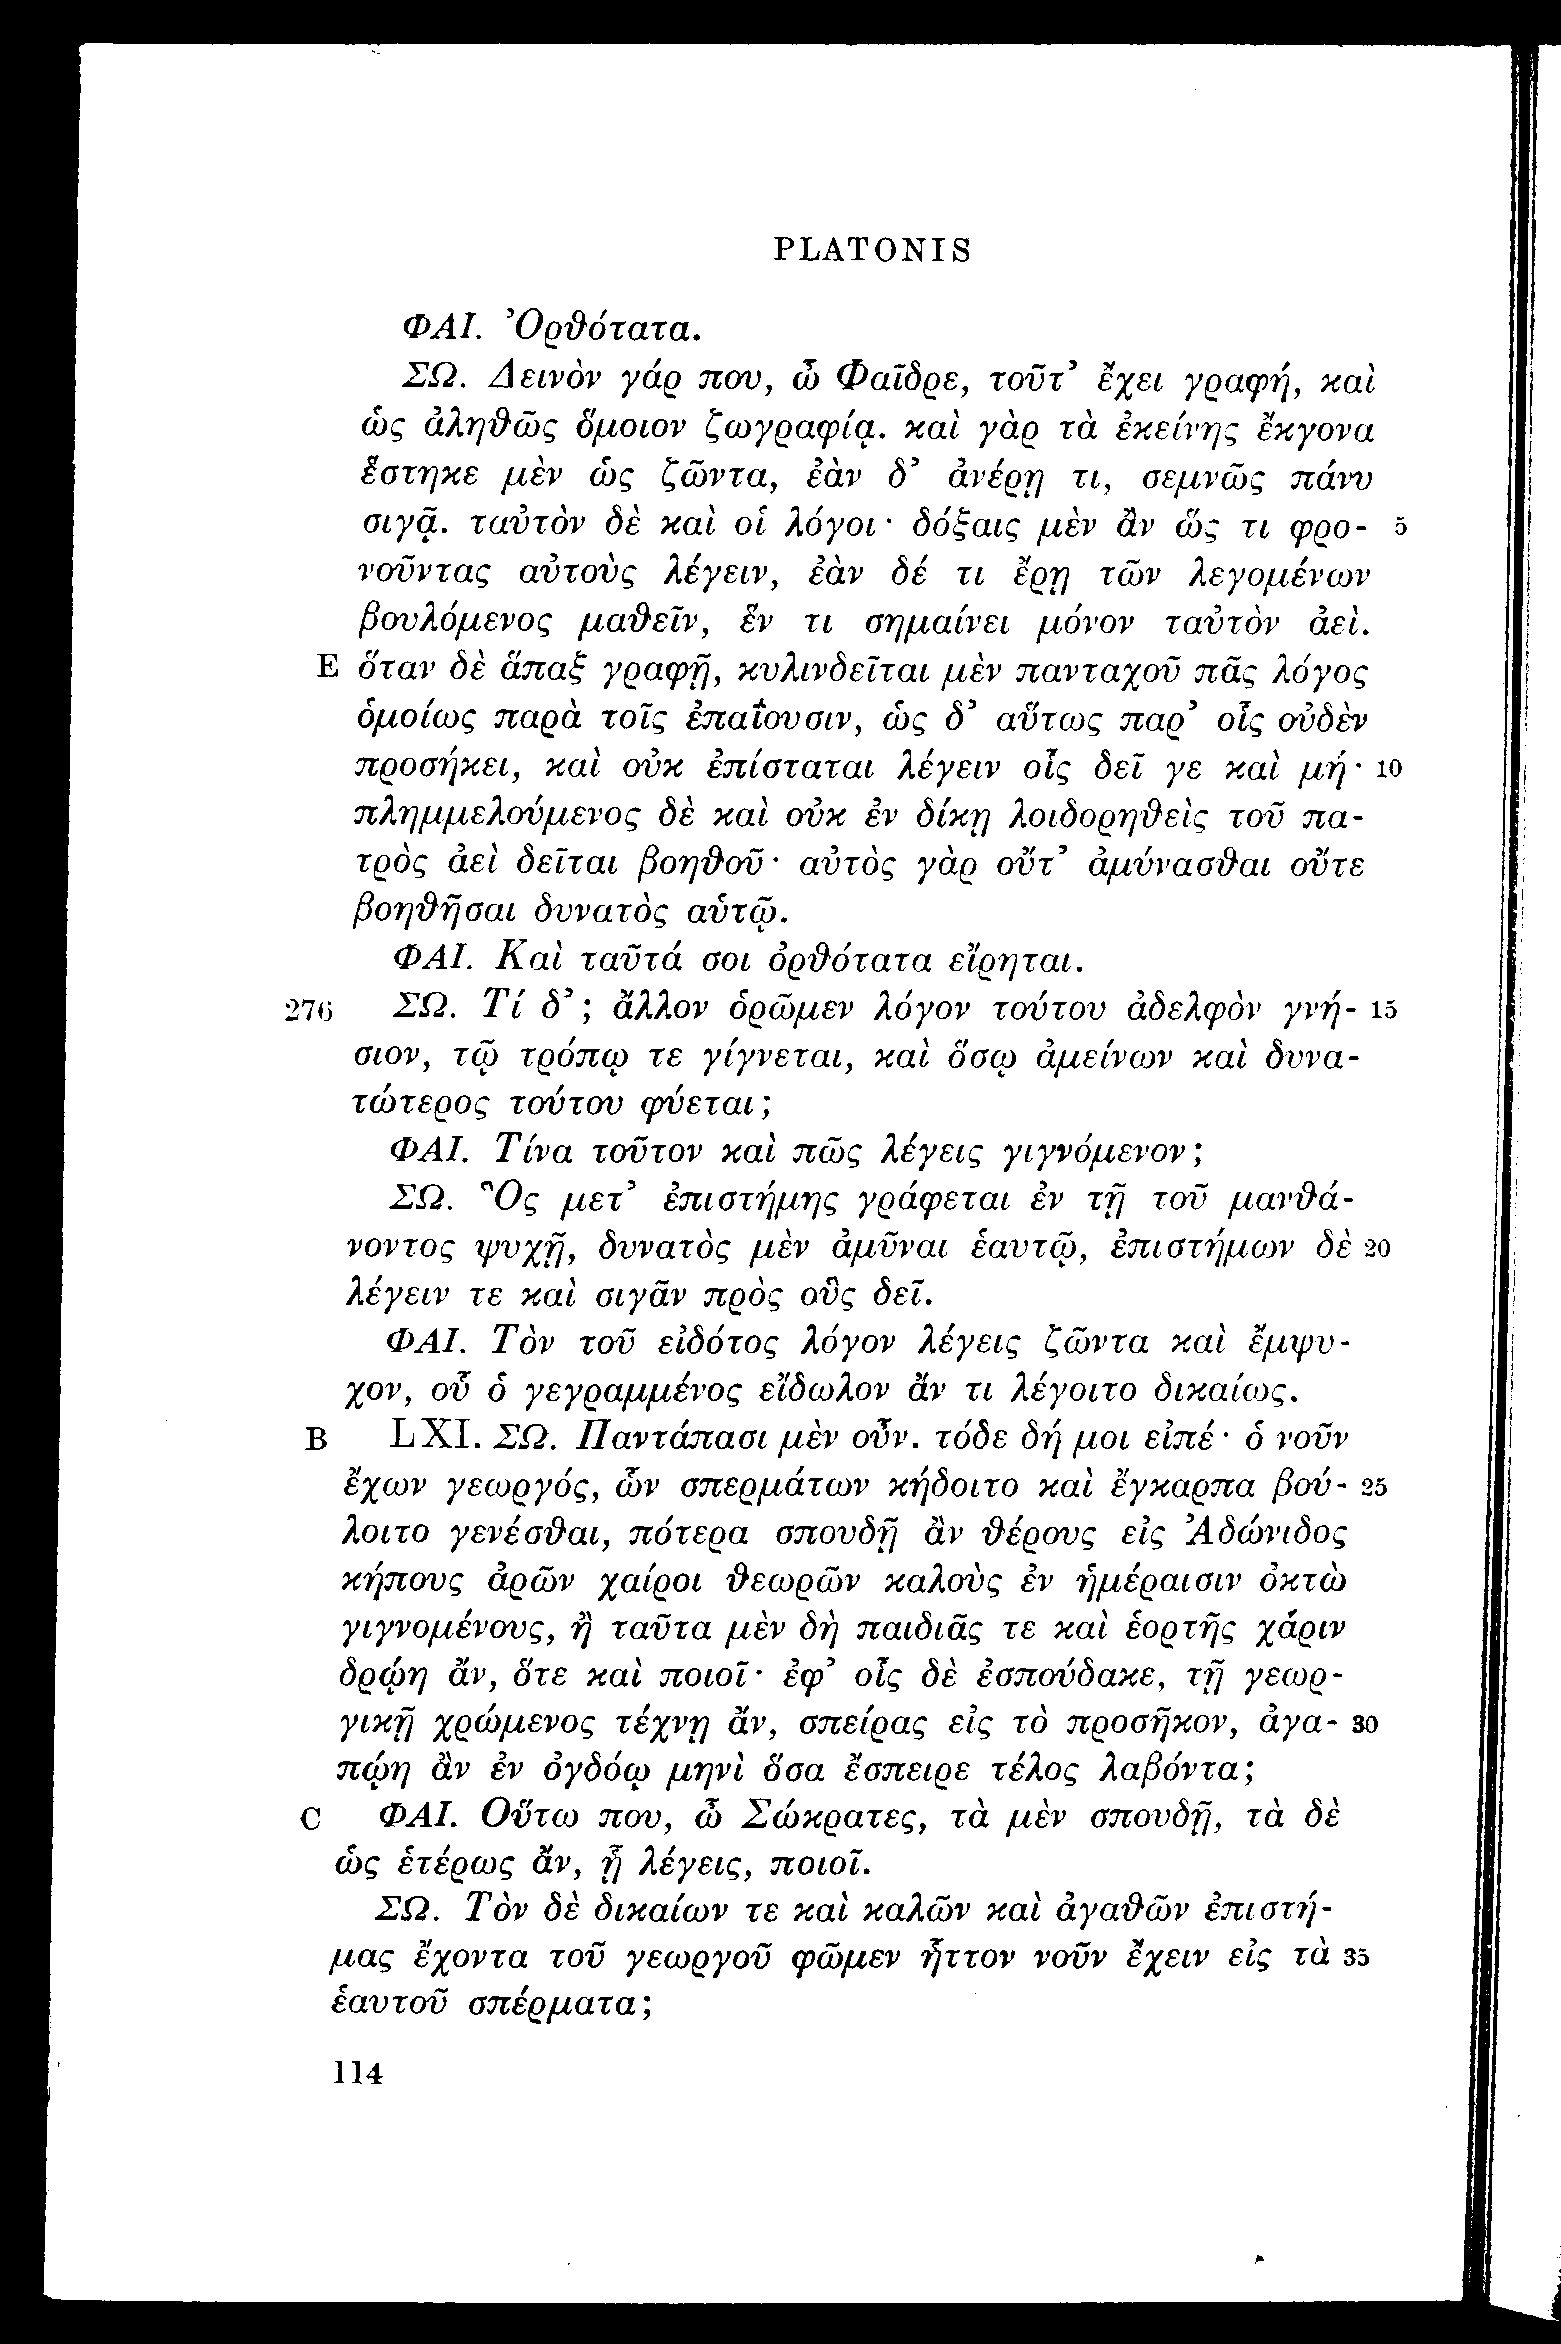 PLATONIS
ΦΑΙ. Ὀρθότατα.
ΣΩ. Δεινὸν γάρ που, ὦ Φαῖδρε, τοῦτ’ ἔχει γραφή, καὶ
ὡς ἀληθῶς ὅμοιον ζωγραφίᾳ. καὶ γὰρ τὰ ἐκείνης ἔκγονα
ἕστηκε μὲν ὡς ζῶντα, ἐὰν δ’ ἀνέρῃ τι, σεμνῶς πάνυ
σιγᾷ. ταὐτὸν δὲ καὶ οἱ λόγοι· δόξαις μὲν ἂν ὥς τι φρο- 5
νοῦντας αὐτοὺς λέγειν, ἐὰν δέ τι ἔρῃ τῶν λεγομένων
βουλόμενος μαθεῖν, ἕν τι σημαίνει μόνον ταὐτὸν ἀεί.
E ὅταν δὲ ἅπαξ γραφῇ, κυλινδεῖται μὲν πανταχοῦ πᾶς λόγος
ὁμοίως παρὰ τοῖς ἐπαΐουσιν, ὡς δ’ αὔτως παρ’ οἷς οὐδὲν
προσήκει, καὶ οὐκ ἐπίσταται λέγειν οἷς δεῖ γε καὶ μή· 10
πλημμελούμενος δὲ καὶ οὐκ ἐν δίκῃ λοιδορηθεὶς τοῦ πα-
τρὸς ἀεὶ δεῖται βοηθοῦ· αὐτὸς γὰρ οὔτ’ ἀμύνασθαι οὔτε
βοηθῆσαι δυνατὸς αὑτῷ.
ΦΑΙ. Καὶ ταῦτά σοι ὀρθότατα εἴρηται.
276 ΣΩ. Τί δ’; ἄλλον ὁρῶμεν λόγον τούτου ἀδελφὸν γνή- 15
σιον, τῷ τρόπῳ τε γίγνεται, καὶ ὅσῳ ἀμείνων καὶ δυνα-
τώτερος τούτου φύεται;
ΦΑΙ. Τίνα τοῦτον καὶ πῶς λέγεις γιγνόμενον;
ΣΩ. Ὃς μετ’ ἐπιστήμης γράφεται ἐν τῇ τοῦ μανθά-
νοντος ψυχῇ, δυνατὸς μὲν ἀμῦναι ἑαυτῷ, ἐπιστήμων δὲ 20
λέγειν τε καὶ σιγᾶν πρὸς οὓς δεῖ.
ΦΑΙ. Τὸν τοῦ εἰδότος λόγον λέγεις ζῶντα καὶ ἔμψυ-
χον, οὗ ὁ γεγραμμένος εἴδωλον ἄν τι λέγοιτο δικαίως.
B LXI. ΣΩ. Παντάπασι μὲν οὖν. τόδε δή μοι εἰπέ· ὁ νοῦν
ἔχων γεωργός, ὧν σπερμάτων κήδοιτο καὶ ἔγκαρπα βού- 25
λοιτο γενέσθαι, πότερα σπουδῇ ἂν θέρους εἰς Ἀδώνιδος
κήπους ἀρῶν χαίροι θεωρῶν καλοὺς ἐν ἡμέραισιν ὀκτὼ
γιγνομένους, ἢ ταῦτα μὲν δὴ παιδιᾶς τε καὶ ἑορτῆς χάριν
δρῴη ἄν, ὅτε καὶ ποιοῖ· ἐφ’ οἷς δὲ ἐσπούδακε, τῇ γεωρ-
γικῇ χρώμενος τέχνῃ ἄν, σπείρας εἰς τὸ προσῆκον, ἀγα- 30
πῴη ἂν ἐν ὀγδόῳ μηνὶ ὅσα ἔσπειρε τέλος λαβόντα;
C ΦΑΙ. Οὕτω που, ὦ Σώκρατες, τὰ μὲν σπουδῇ, τὰ δὲ
ὡς ἑτέρως ἄν, ᾗ λέγεις, ποιοῖ.
ΣΩ. Τὸν δὲ δικαίων τε καὶ καλῶν καὶ ἀγαθῶν ἐπιστή-
μας ἔχοντα τοῦ γεωργοῦ φῶμεν ἧττον νοῦν ἔχειν εἰς τὰ 35
ἑαυτοῦ σπέρματα;
114